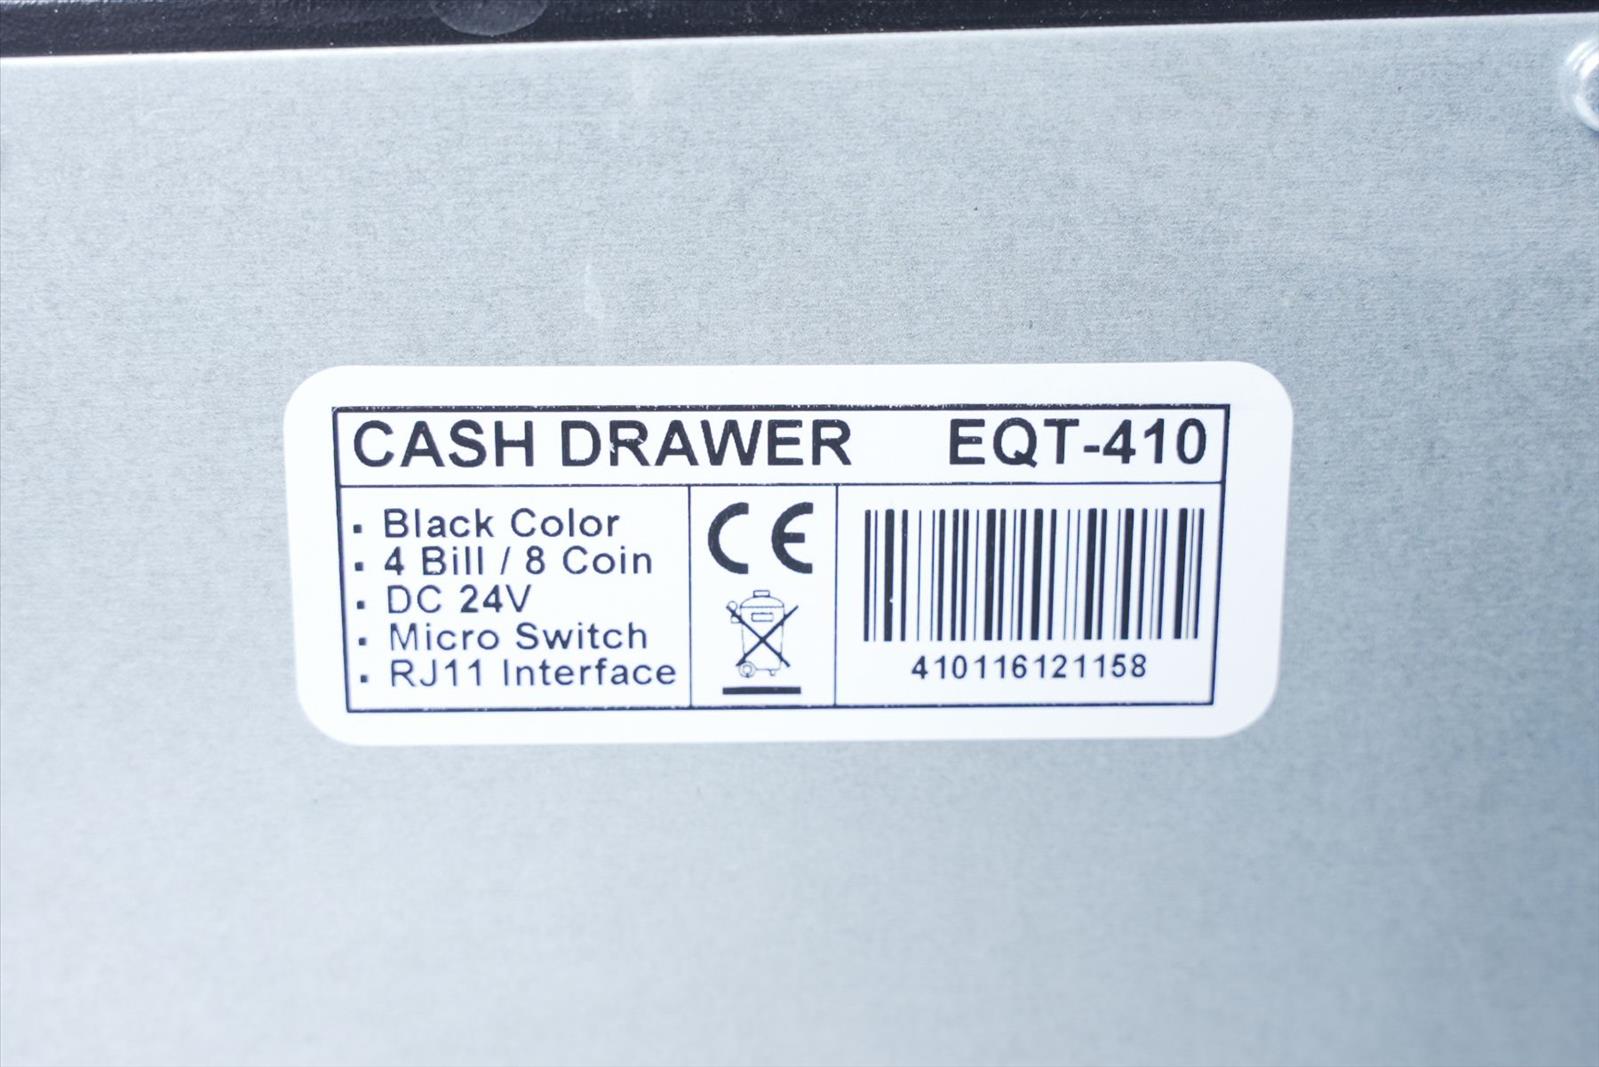 CASH DRAWER EQT-410
▪ Black Color
▪ 4 Bill / 8 Coin
▪ DC 24V
▪ Micro Switch
▪ RJ11 Interface
CE
410116121158